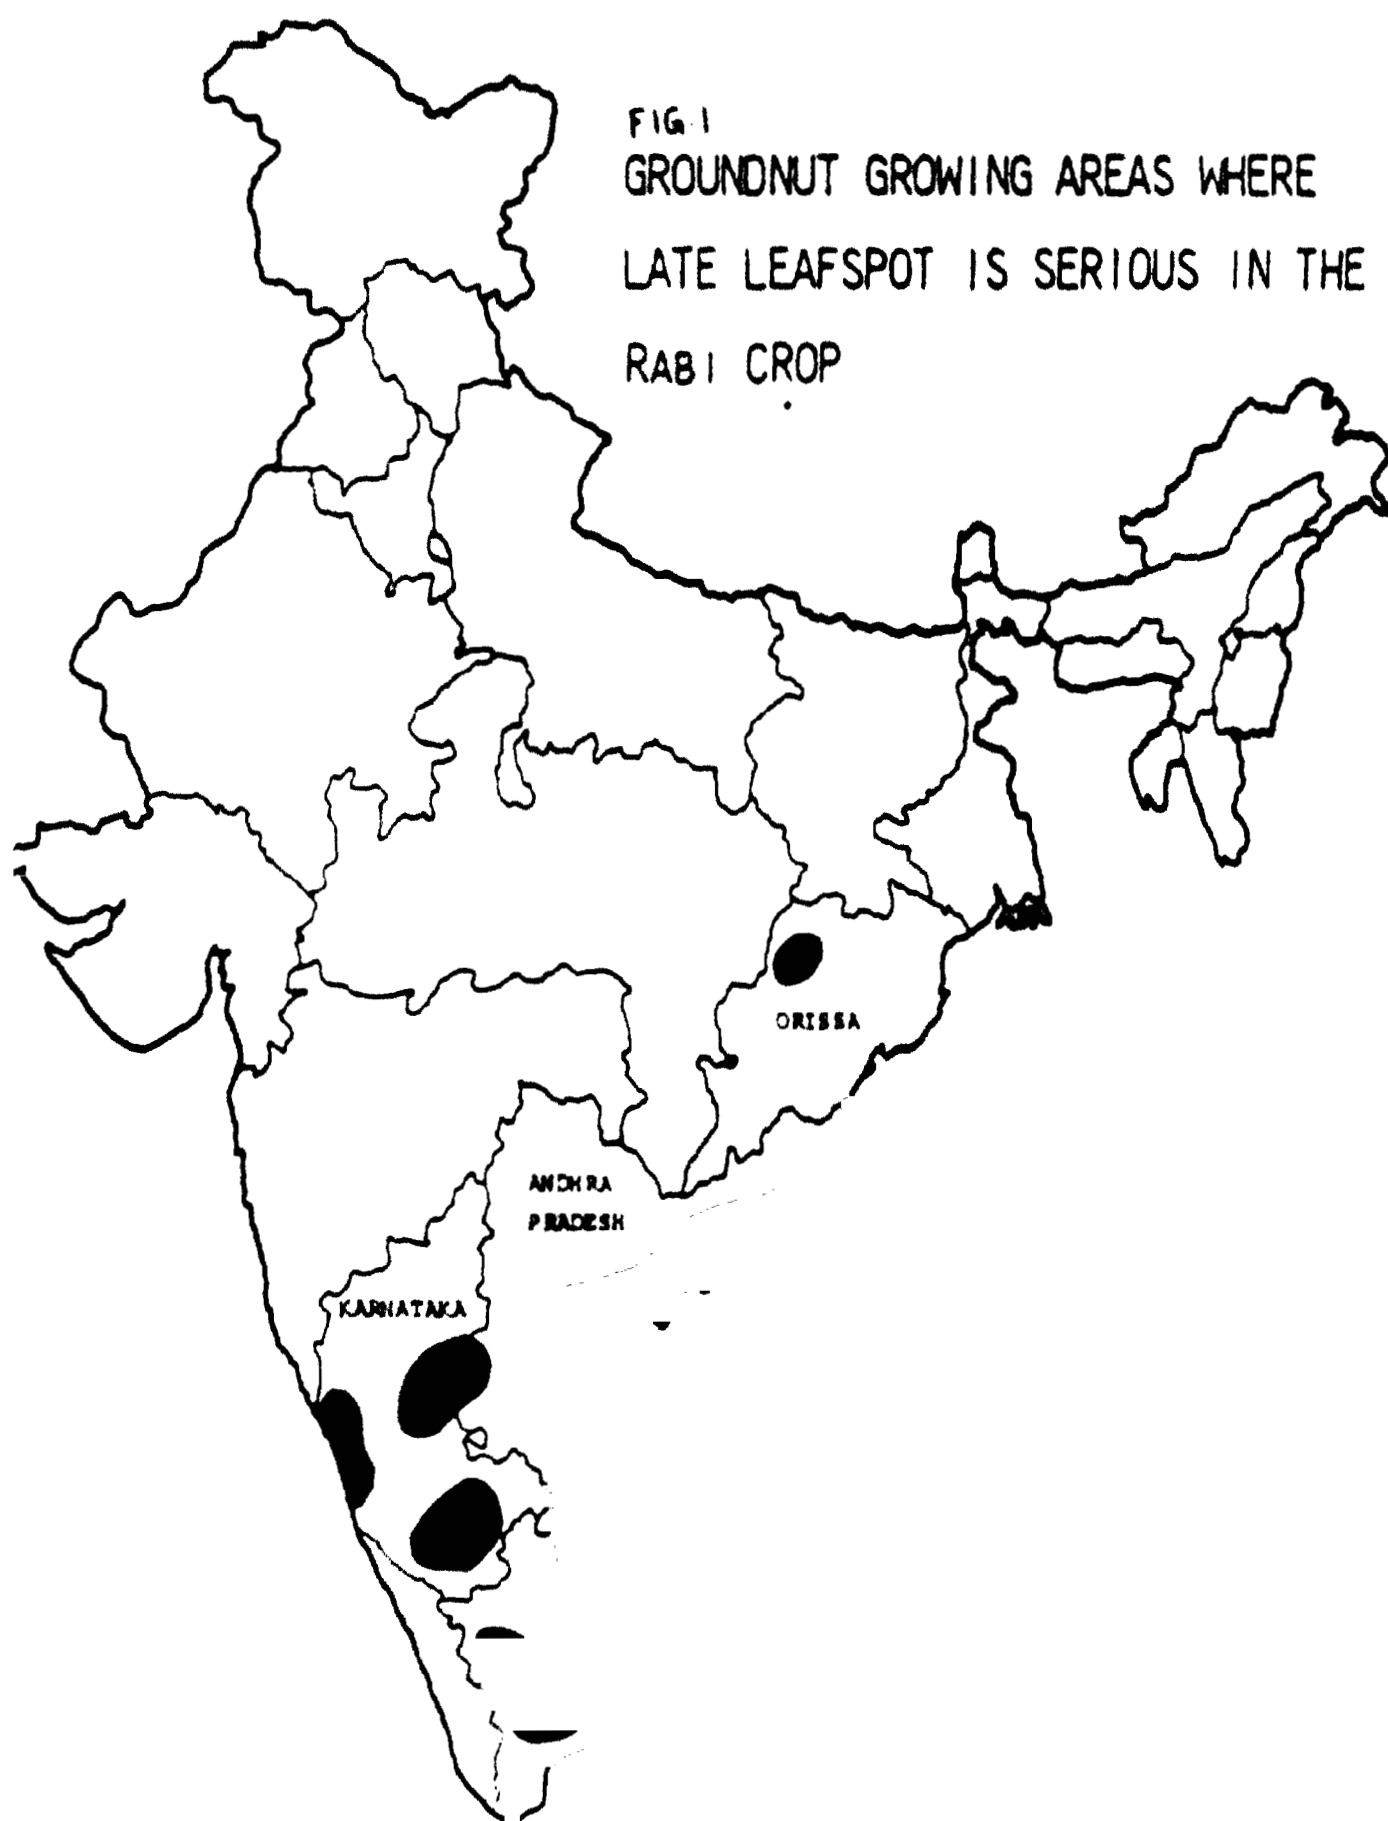 FIG.1
GROUNDNUT GROWING AREAS WHERE
LATE LEAFSPOT IS SERIOUS IN THE
RABI CROP
ORISSA
ANDHRA
PRADESH
KARNATAKA